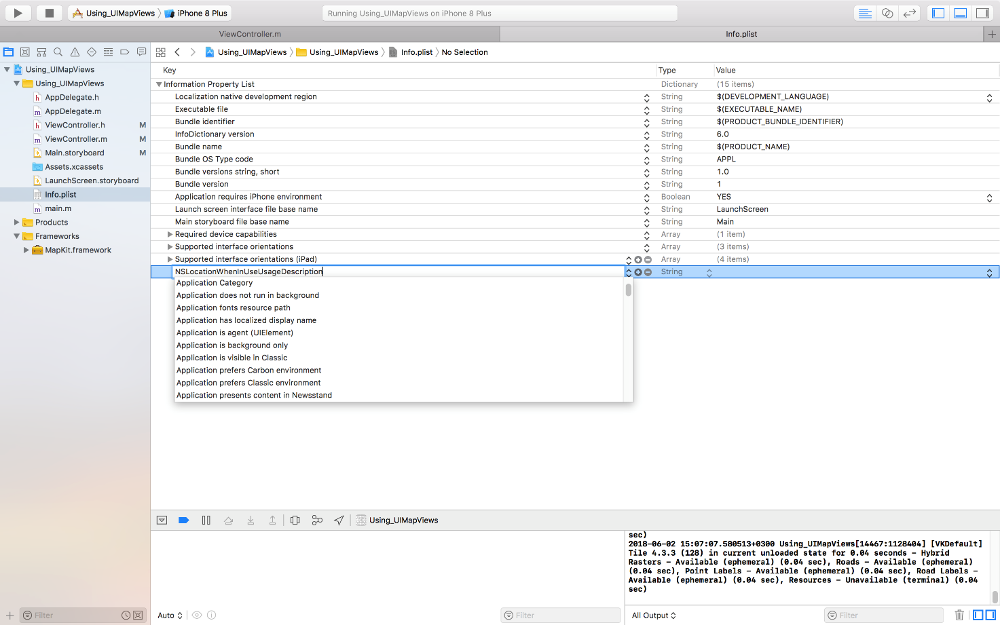 Using_UIMapViews iPhone 8 Plus
Running Using_UIMapViews on iPhone 8 Plus
ViewController.m
Info.plist
Using_UIMapViews Using_UIMapViews Info.plist No Selection
Using_UIMapViews
Using_UIMapViews
AppDelegate.h
AppDelegate.m
ViewController.h M
ViewController.m M
Main.storyboard M
Assets.xcassets
LaunchScreen.storyboard
Info.plist
main.m
Products
Frameworks
MapKit.framework
Key Type Value
Information Property List Dictionary (15 items)
Localization native development region String $(DEVELOPMENT_LANGUAGE)
Executable file String $(EXECUTABLE_NAME)
Bundle identifier String $(PRODUCT_BUNDLE_IDENTIFIER)
InfoDictionary version String 6.0
Bundle name String $(PRODUCT_NAME)
Bundle OS Type code String APPL
Bundle versions string, short String 1.0
Bundle version String 1
Application requires iPhone environment Boolean YES
Launch screen interface file base name String LaunchScreen
Main storyboard file base name String Main
Required device capabilities Array (1 item)
Supported interface orientations Array (3 items)
Supported interface orientations (iPad) Array (4 items)
NSLocationWhenInUseUsageDescription String
Application Category
Application does not run in background
Application fonts resource path
Application has localized display name
Application is agent (UIElement)
Application is background only
Application is visible in Classic
Application prefers Carbon environment
Application prefers Classic environment
Application presents content in Newsstand
Using_UIMapViews
sec)
2018-06-02 15:07:07.580513+0300 Using_UIMapViews[14467:1128404] [VKDefault]
Tile 4.3.3 (128) in current unloaded state for 0.04 seconds - Hybrid
Rasters - Available (ephemeral) (0.04 sec), Roads - Available (ephemeral)
(0.04 sec), Point Labels - Available (ephemeral) (0.04 sec), Road Labels -
Available (ephemeral) (0.04 sec), Resources - Unavailable (terminal) (0.04
sec)
Filter
Auto
Filter
All Output
Filter